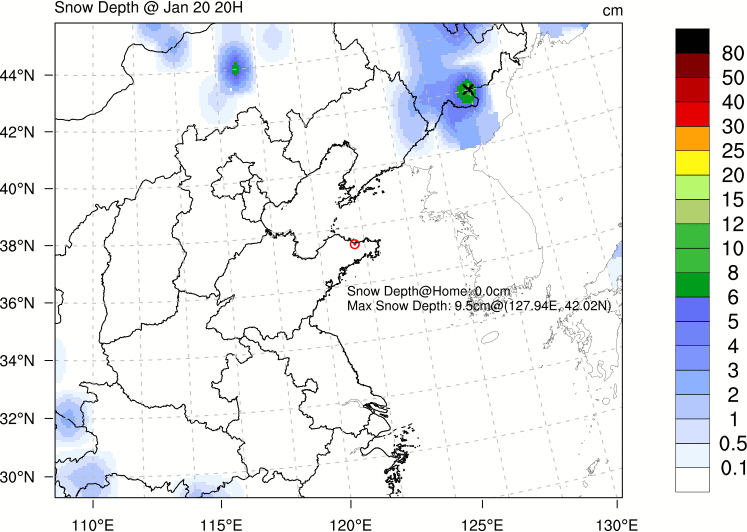 Snow Depth @ Jan 20 20H
cm
44°N
42°N
40°N
38°N
36°N
34°N
32°N
30°N
110°E
115°E
120°E
125°E
130°E
Snow Depth@Home: 0.0cm
Max Snow Depth: 9.5cm@(127.94E, 42.02N)
80
50
40
30
25
20
15
12
10
8
6
5
4
3
2
1
0.5
0.1